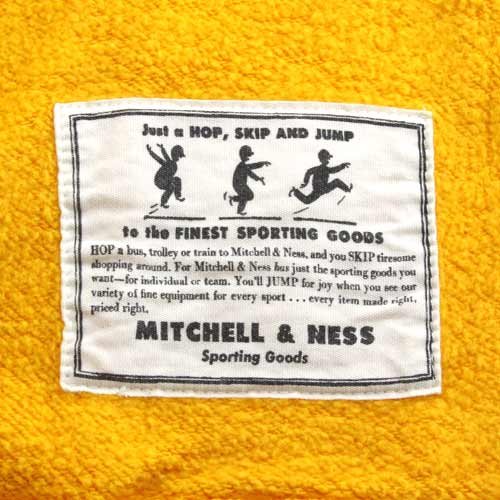 Just a HOP, SKIP AND JUMP
to the FINEST SPORTING GOODS
HOP a bus, trolley or train to Mitchell & Ness, and you SKIP tiresome
shopping around. For Mitchell & Ness has just the sporting goods you
want—for individual or team. You'll JUMP for joy when you see our
variety of fine equipment for every sport . . . every item made right,
priced right.
MITCHELL & NESS
Sporting Goods